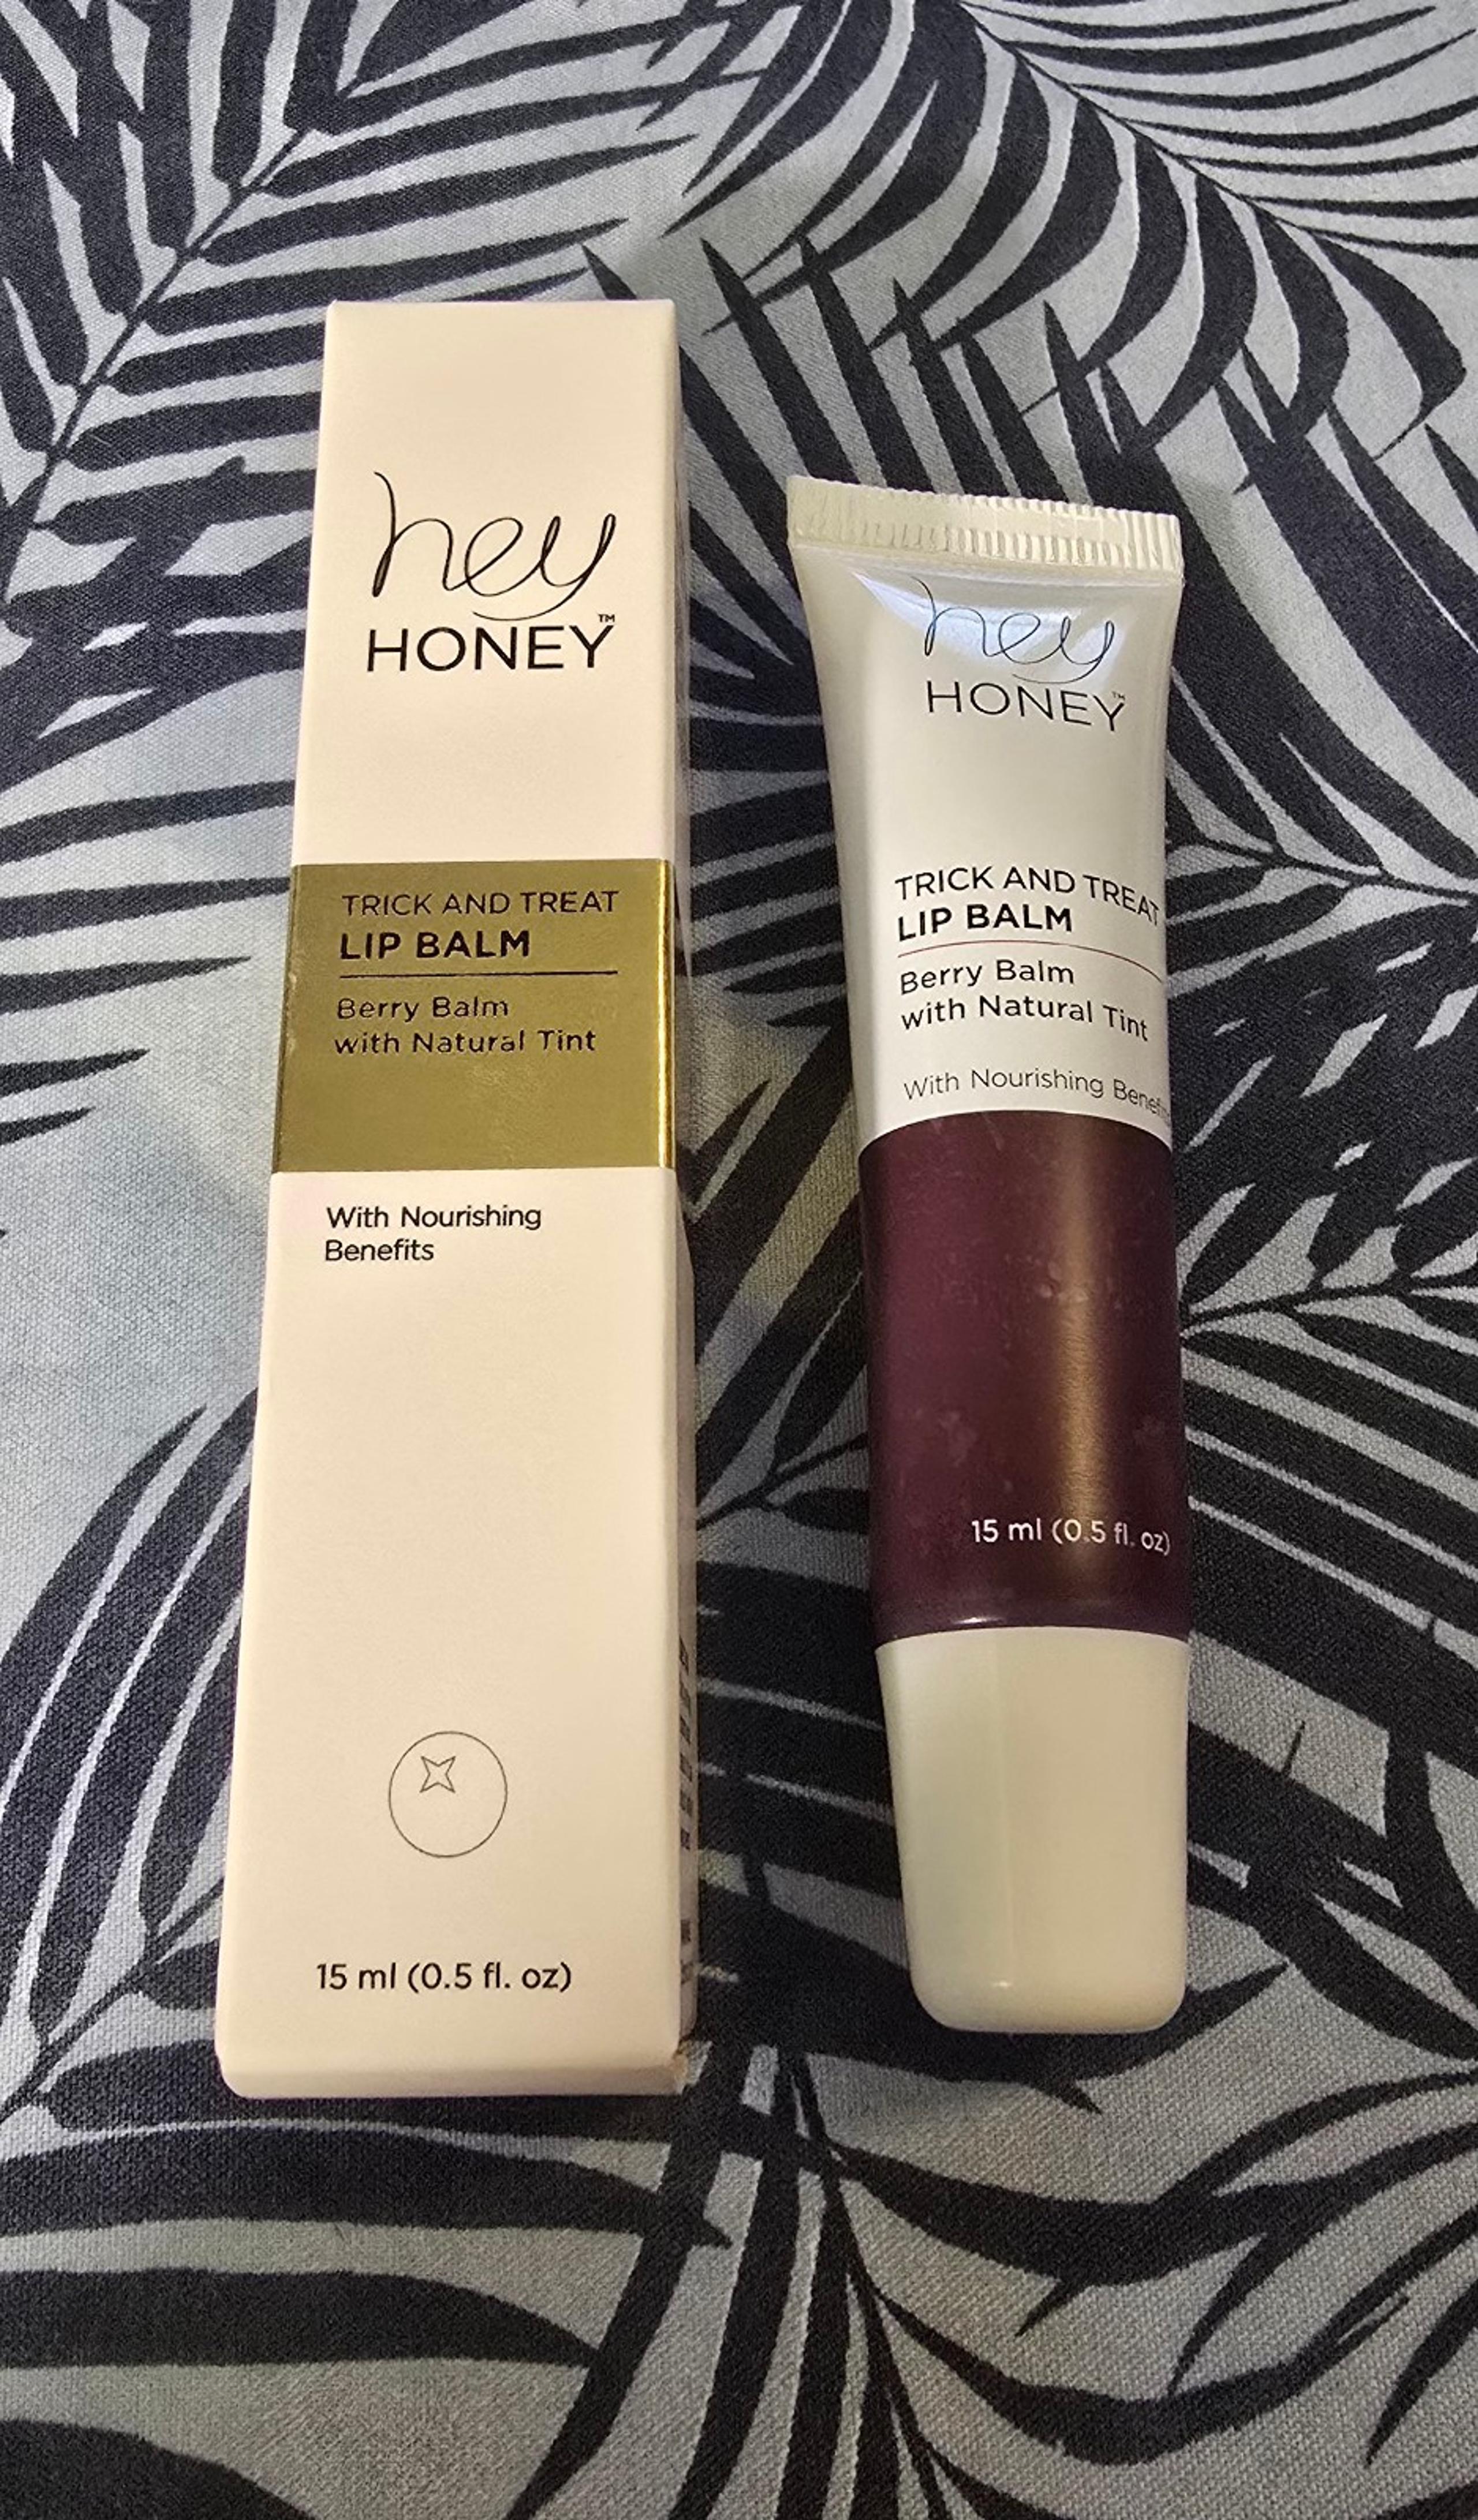 hey
HONEY™
TRICK AND TREAT
LIP BALM
Berry Balm
with Natural Tint
With Nourishing
Benefits
15 ml (0.5 fl. oz)
hey
HONEY™
TRICK AND TREAT
LIP BALM
Berry Balm
with Natural Tint
With Nourishing
15 ml (0.5 fl. oz)